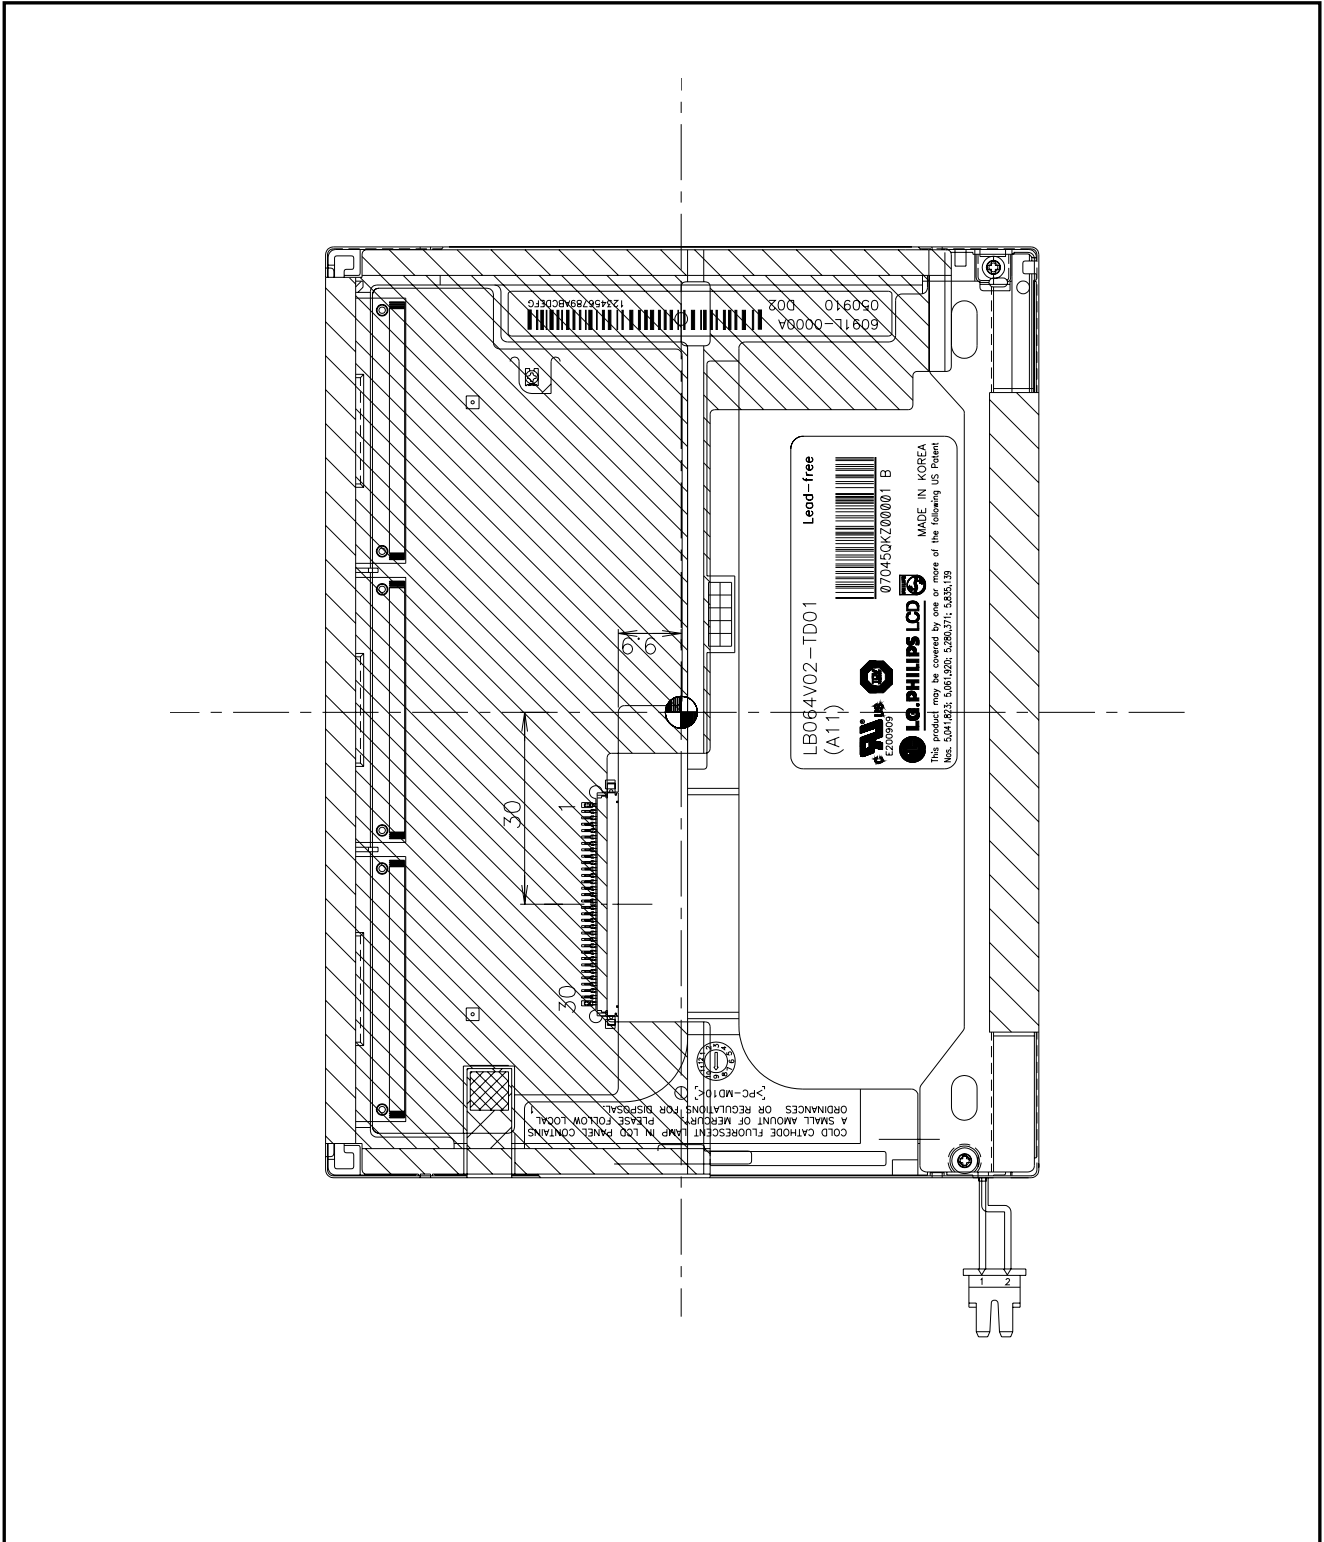 123456789ABCDEFG
050910 D02
6091L-0000A
Lead-free
LB064V02-TD01
(A11)
07045QKZ00001 B
E200909
LG.PHILIPS LCD
MADE IN KOREA
This product may be covered by one or more of the following US Patent
Nos. 5,041,823; 5,061,920; 5,280,371; 5,835,139
9.9
30
1
30
>PC-MD10<
COLD CATHODE FLUORESCENT LAMP IN LCD PANEL CONTAINS
A SMALL AMOUNT OF MERCURY. PLEASE FOLLOW LOCAL
ORDINANCES OR REGULATIONS FOR DISPOSAL.
1 2